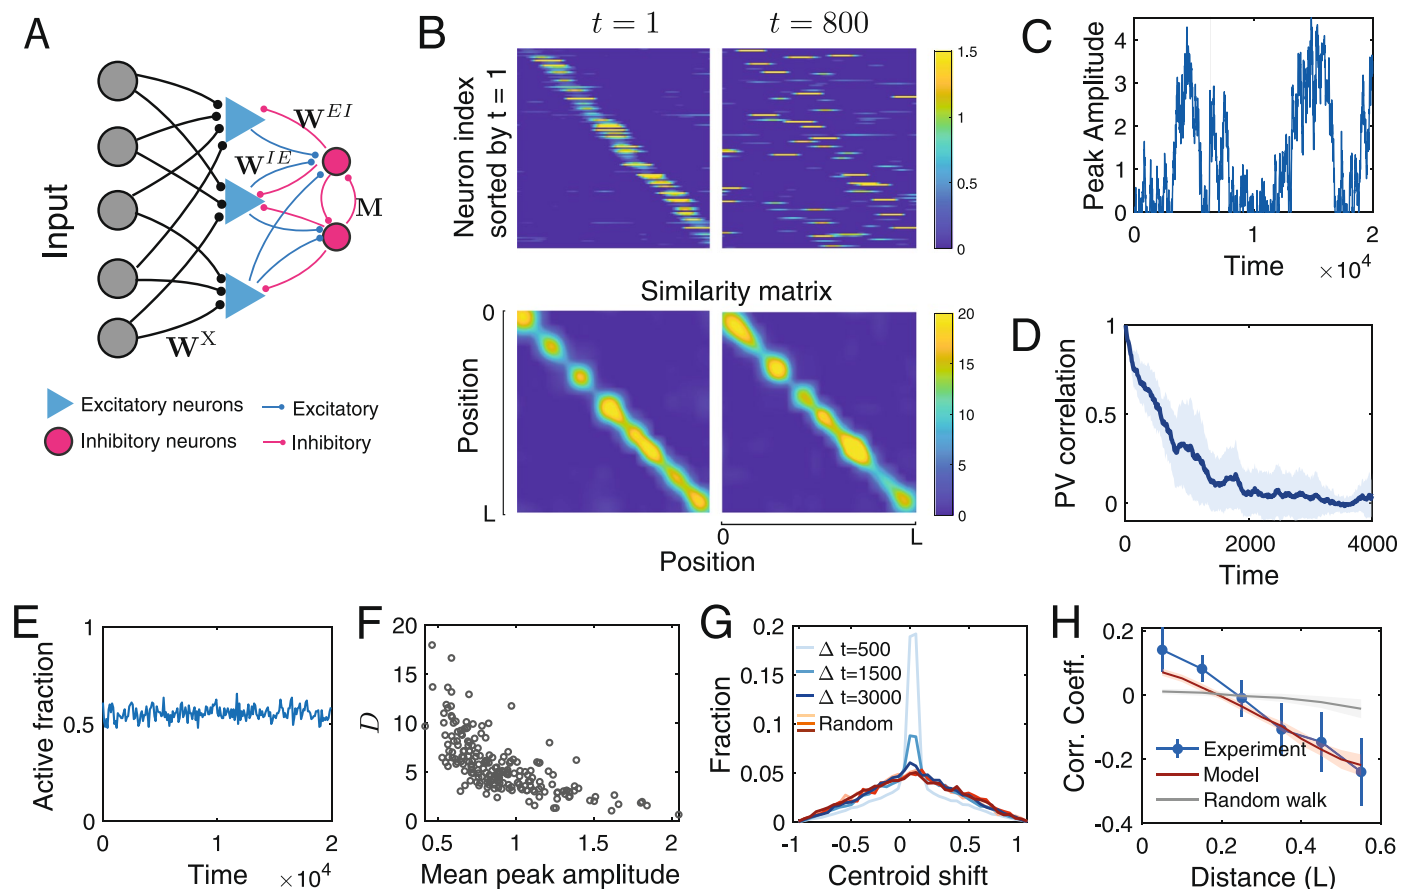 A
Input
W^EI
W^IE
M
W^X
Excitatory neurons
Excitatory
Inhibitory neurons
Inhibitory
B
t = 1
t = 800
Neuron index
sorted by t = 1
1.5
1
0.5
0
Similarity matrix
0
Position
L
0
L
Position
20
15
10
5
0
C
Peak Amplitude
4
3
2
1
0
0
1
2
Time
×10^4
D
PV correlation
1
0.5
0
0
2000
4000
Time
E
Active fraction
1
0.5
0
0
1
2
Time
×10^4
F
D
20
15
10
5
0
0.5
1
1.5
2
Mean peak amplitude
G
Fraction
0.2
0.15
0.1
0.05
0
Δ t=500
Δ t=1500
Δ t=3000
Random
-1
-0.5
0
0.5
1
Centroid shift
H
Corr. Coeff.
0.2
0
-0.2
-0.4
Experiment
Model
Random walk
0
0.2
0.4
0.6
Distance (L)